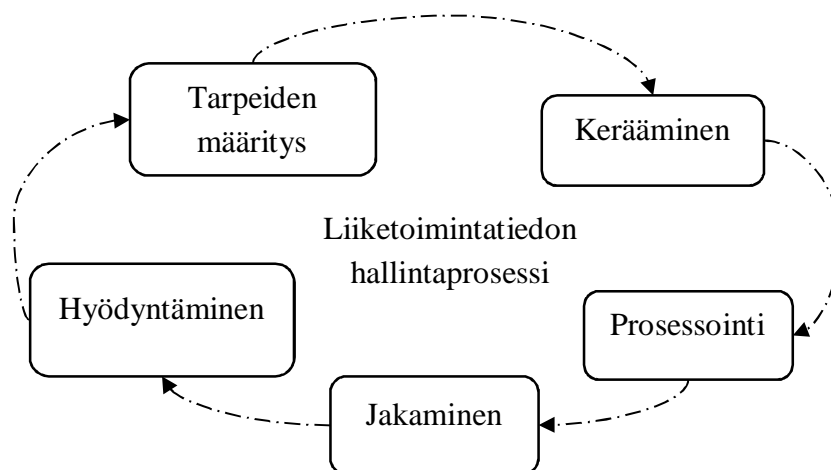 Tarpeiden
määritys
Kerääminen
Liiketoimintatiedon
hallintaprosessi
Hyödyntäminen
Prosessointi
Jakaminen